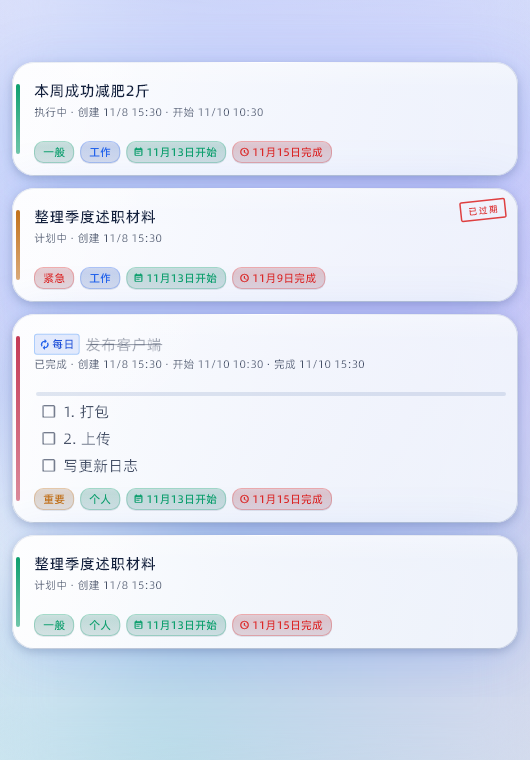 本周成功减肥2斤
执行中 · 创建 11/8 15:30 · 开始 11/10 10:30
一般 工作 11月13日开始 11月15日完成
整理季度述职材料
已过期
计划中 · 创建 11/8 15:30
紧急 工作 11月13日开始 11月9日完成
每日 发布客户端
已完成 · 创建 11/8 15:30 · 开始 11/10 10:30 · 完成 11/10 15:30
1. 打包
2. 上传
写更新日志
重要 个人 11月13日开始 11月15日完成
整理季度述职材料
计划中 · 创建 11/8 15:30
一般 个人 11月13日开始 11月15日完成